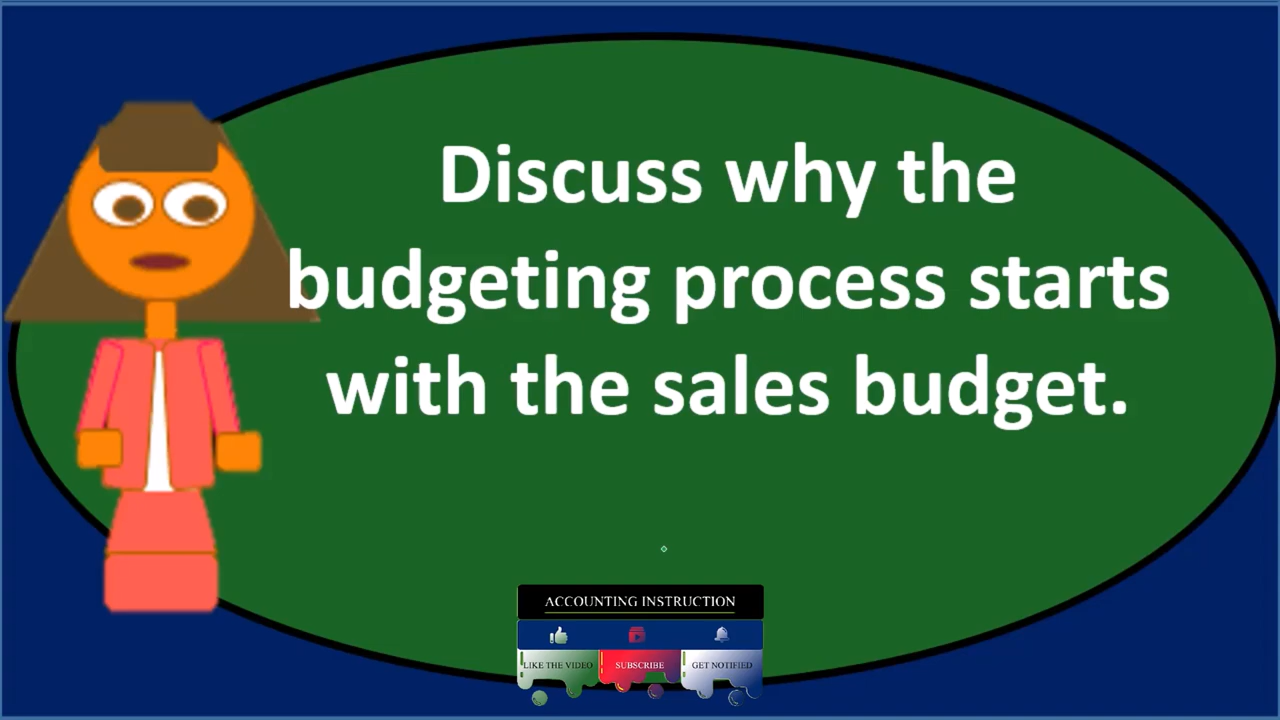 Discuss why the
budgeting process starts
with the sales budget.
ACCOUNTING INSTRUCTION
LIKE THE VIDEO SUBSCRIBE GET NOTIFIED